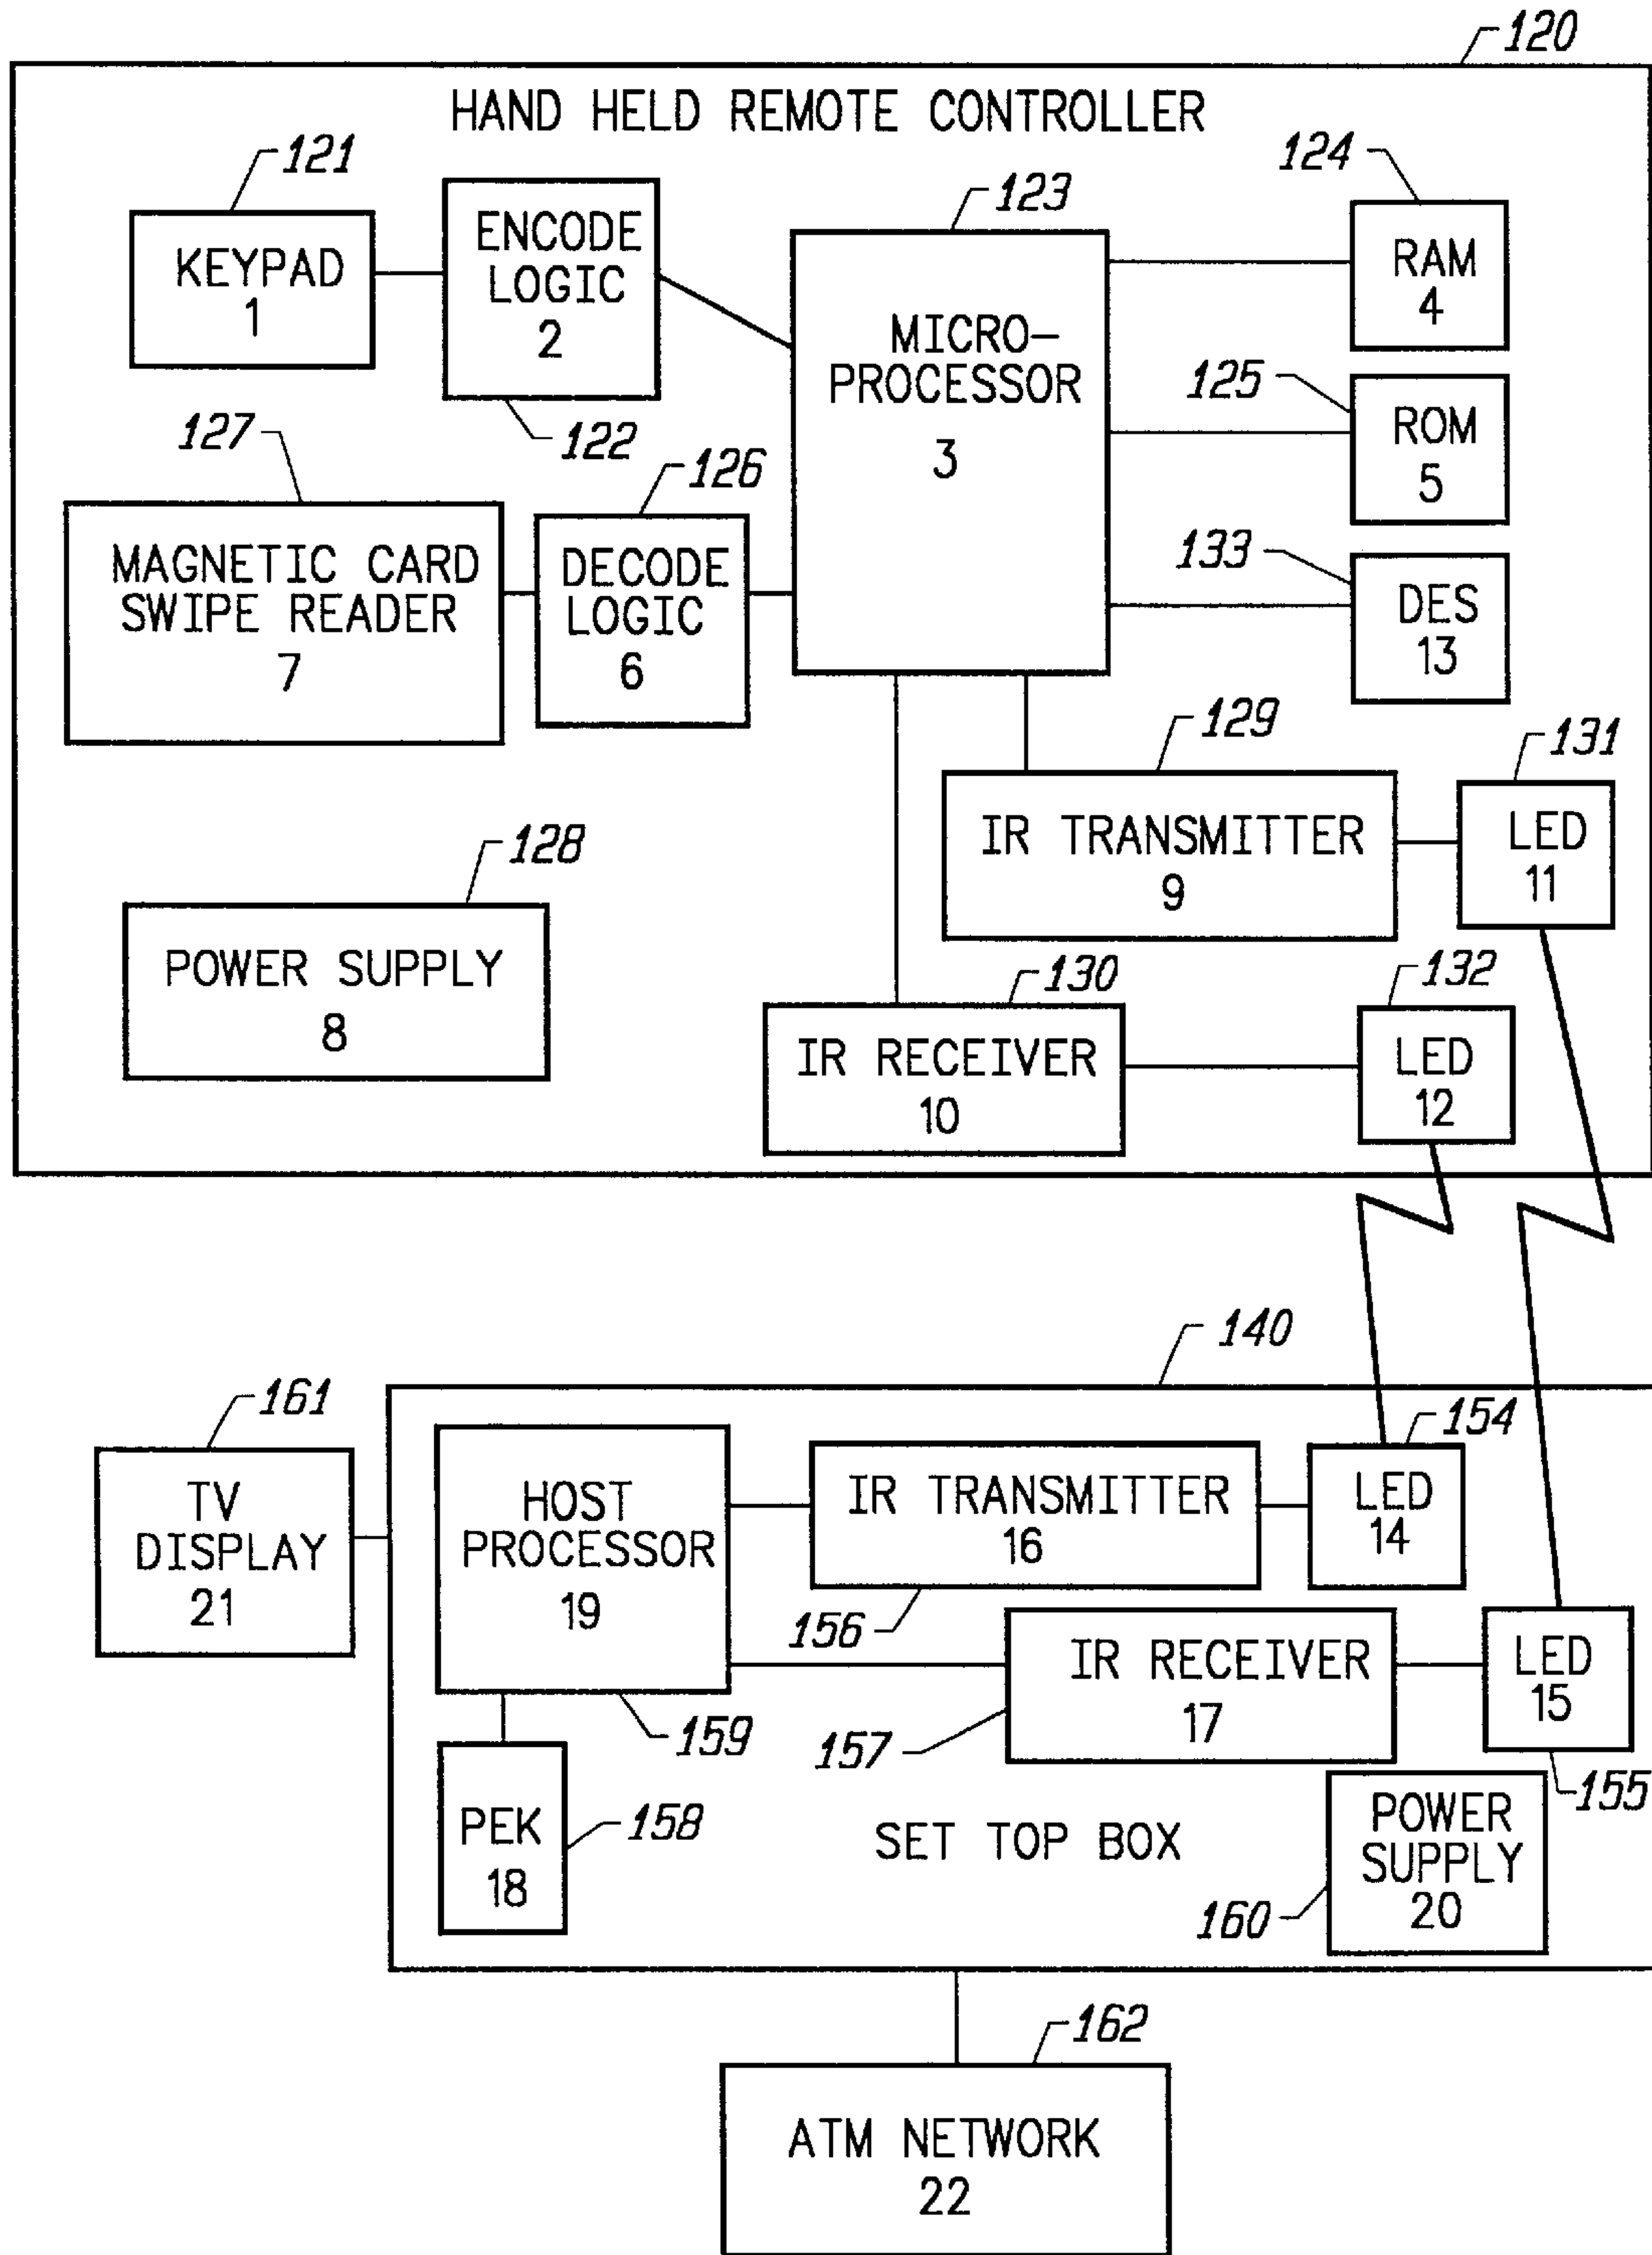 120
HAND HELD REMOTE CONTROLLER
121
KEYPAD
1
ENCODE
LOGIC
2
122
123
MICRO-
PROCESSOR
3
124
RAM
4
125
ROM
5
127
MAGNETIC CARD
SWIPE READER
7
126
DECODE
LOGIC
6
133
DES
13
129
IR TRANSMITTER
9
131
LED
11
128
POWER SUPPLY
8
130
IR RECEIVER
10
132
LED
12
140
161
TV
DISPLAY
21
HOST
PROCESSOR
19
159
IR TRANSMITTER
16
156
154
LED
14
IR RECEIVER
17
157
LED
15
155
PEK
18
158
SET TOP BOX
POWER
SUPPLY
20
160
162
ATM NETWORK
22